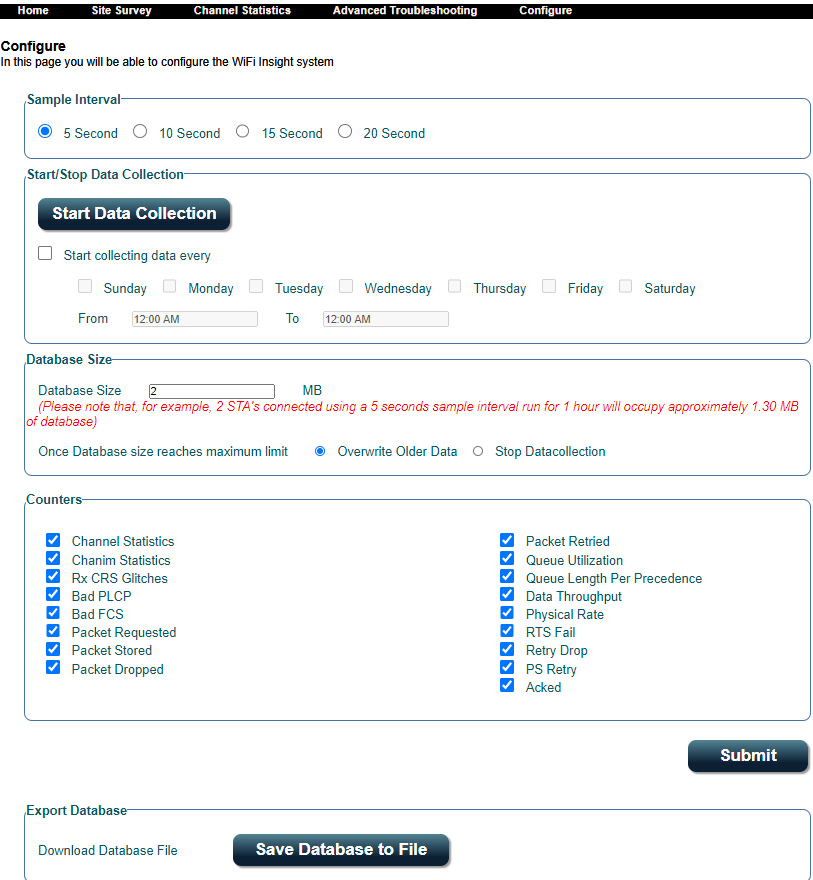 Home Site Survey Channel Statistics Advanced Troubleshooting Configure
Configure
In this page you will be able to configure the WiFi Insight system
Sample Interval
5 Second 10 Second 15 Second 20 Second
Start/Stop Data Collection
Start Data Collection
Start collecting data every
Sunday Monday Tuesday Wednesday Thursday Friday Saturday
From 12:00 AM To 12:00 AM
Database Size
Database Size 2 MB
(Please note that, for example, 2 STA's connected using a 5 seconds sample interval run for 1 hour will occupy approximately 1.30 MB
of database)
Once Database size reaches maximum limit Overwrite Older Data Stop Datacollection
Counters
Channel Statistics
Chanim Statistics
Rx CRS Glitches
Bad PLCP
Bad FCS
Packet Requested
Packet Stored
Packet Dropped
Packet Retried
Queue Utilization
Queue Length Per Precedence
Data Throughput
Physical Rate
RTS Fail
Retry Drop
PS Retry
Acked
Submit
Export Database
Download Database File Save Database to File